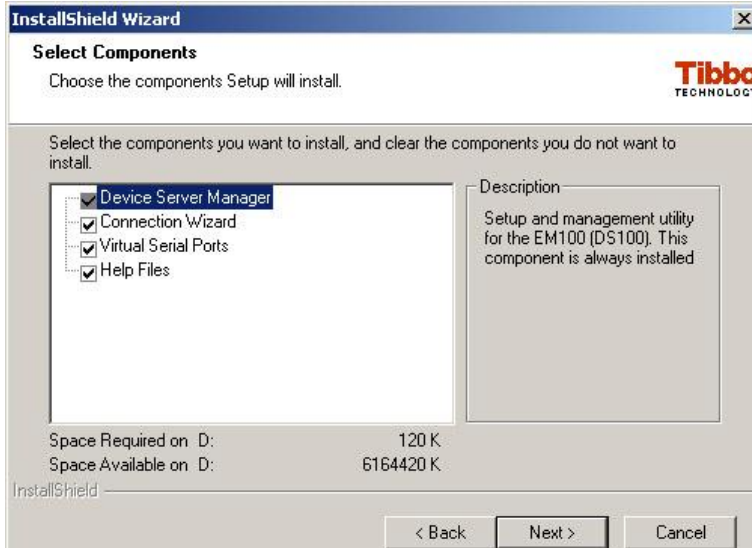 InstallShield Wizard
Select Components
Choose the components Setup will install.
Tibbo
TECHNOLOGY
Select the components you want to install, and clear the components you do not want to
install.
Device Server Manager
Connection Wizard
Virtual Serial Ports
Help Files
Description
Setup and management utility
for the EM100 (DS100). This
component is always installed
Space Required on D: 120 K
Space Available on D: 6164420 K
InstallShield
< Back Next > Cancel